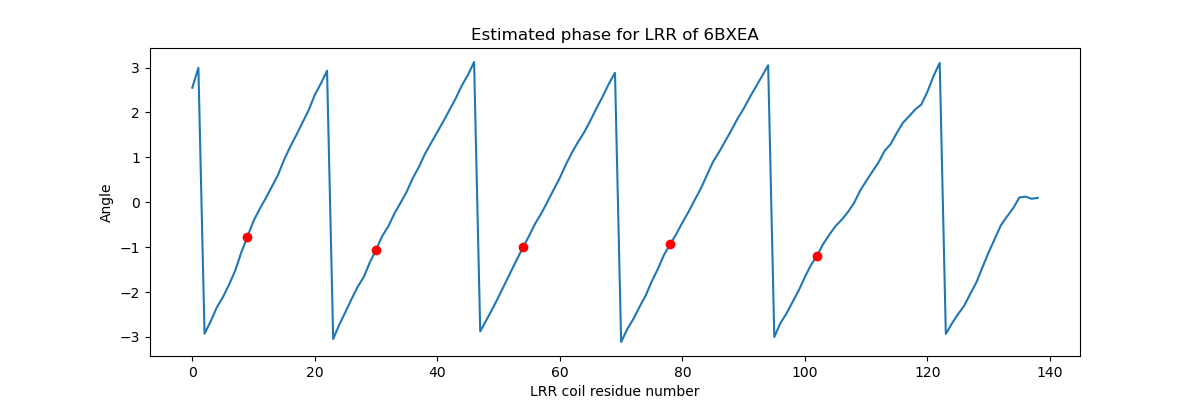 Estimated phase for LRR of 6BXEA
3
2
1
0
−1
−2
−3
Angle
0 20 40 60 80 100 120 140
LRR coil residue number